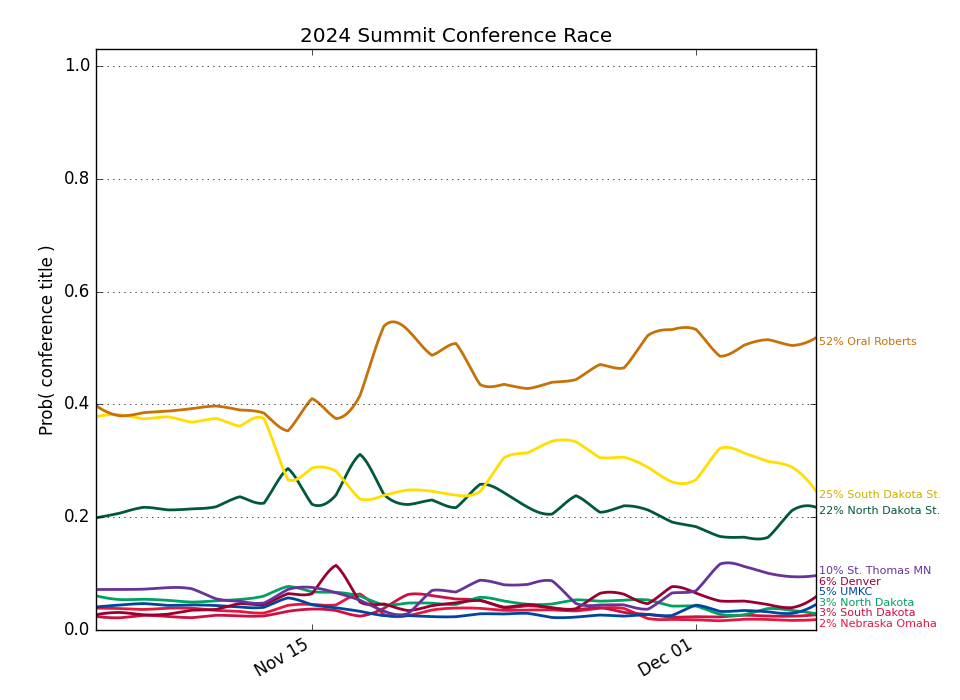 2024 Summit Conference Race
Prob( conference title )
1.0
0.8
0.6
0.4
0.2
0.0
Nov 15
Dec 01
52% Oral Roberts
25% South Dakota St.
22% North Dakota St.
10% St. Thomas MN
6% Denver
5% UMKC
3% North Dakota
3% South Dakota
2% Nebraska Omaha